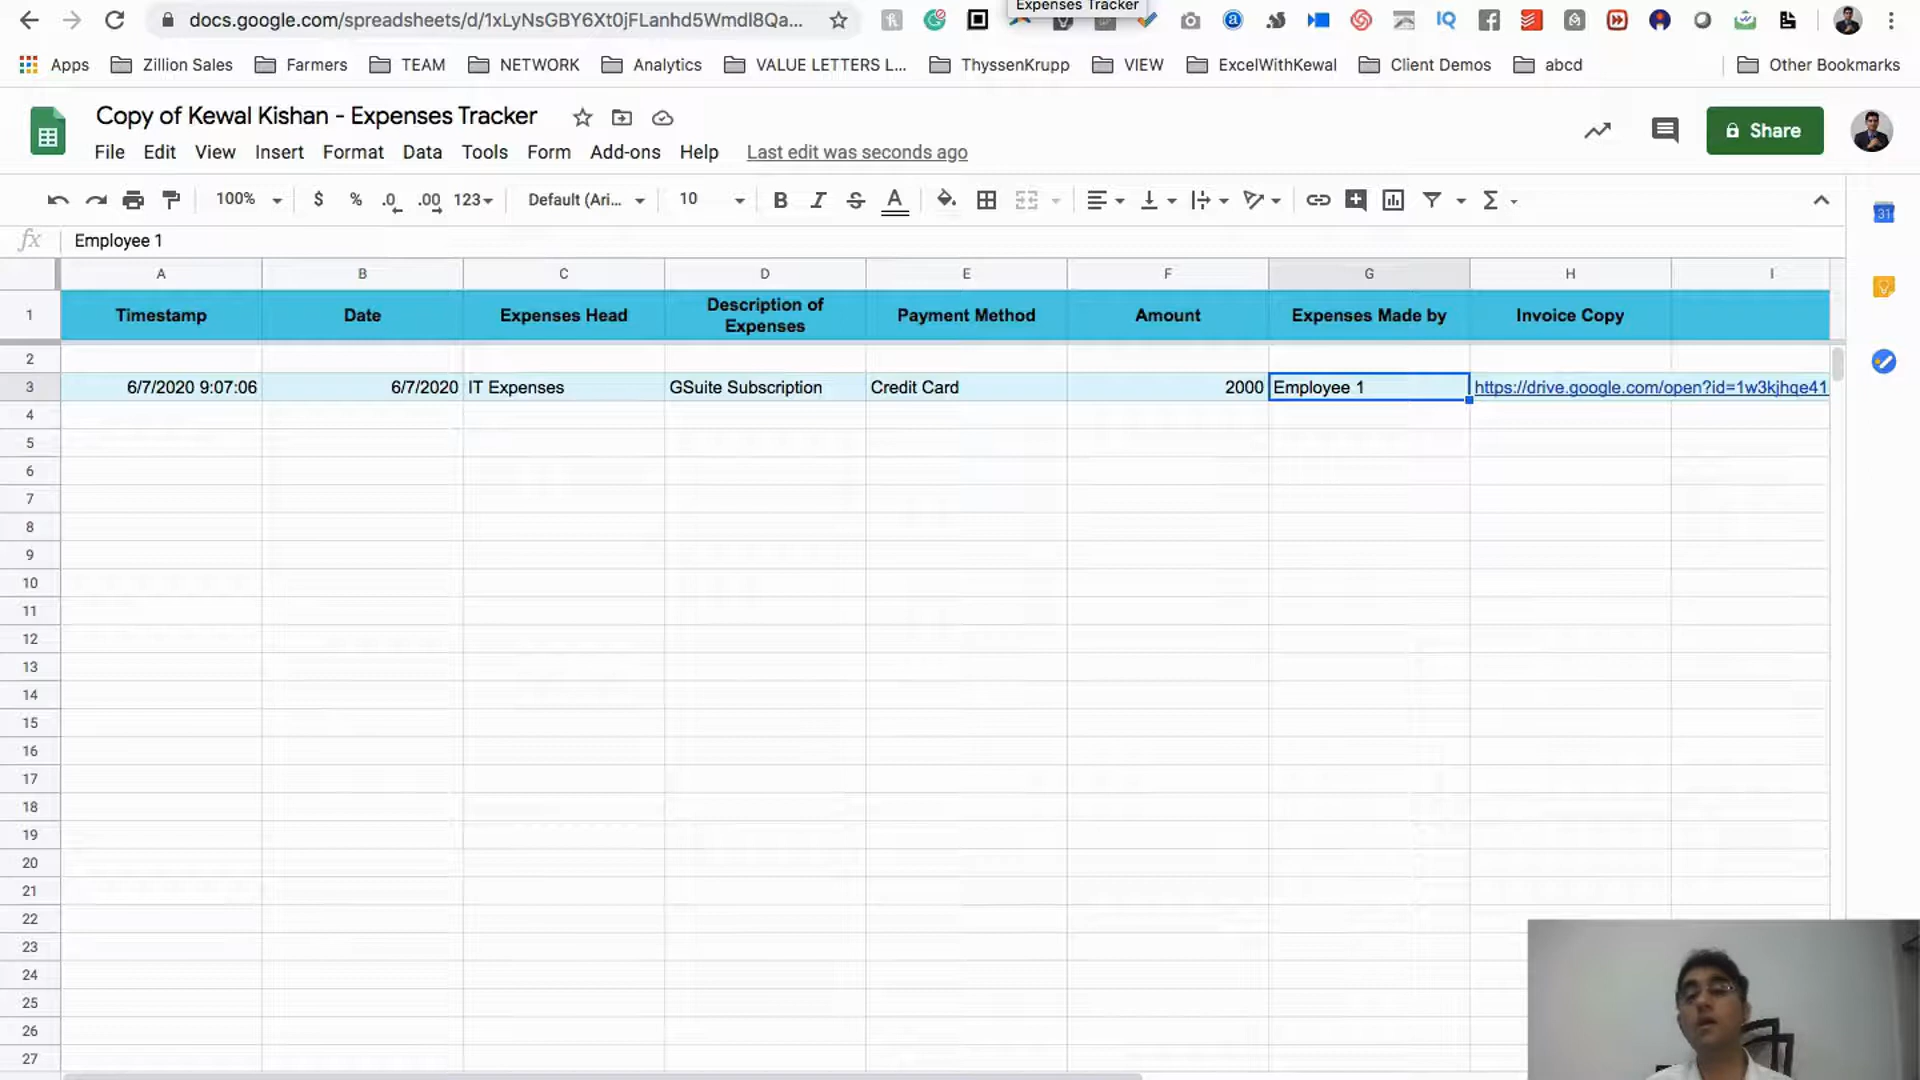 Expenses Tracker
docs.google.com/spreadsheets/d/1xLyNsGBY6Xt0jFLanhd5Wmdl8Qa...
Apps Zillion Sales Farmers TEAM NETWORK Analytics VALUE LETTERS L... ThyssenKrupp VIEW ExcelWithKewal Client Demos abcd Other Bookmarks
Copy of Kewal Kishan - Expenses Tracker
Share
File Edit View Insert Format Data Tools Form Add-ons Help Last edit was seconds ago
100% $ % .0 .00 123 Default (Ari... 10 B I S A Σ
31
fx Employee 1
A B C D E F G H I
1 Timestamp Date Expenses Head Description of Expenses Payment Method Amount Expenses Made by Invoice Copy
2
3 6/7/2020 9:07:06 6/7/2020 IT Expenses GSuite Subscription Credit Card 2000 Employee 1 https://drive.google.com/open?id=1w3kjhqe41
4
5
6
7
8
9
10
11
12
13
14
15
16
17
18
19
20
21
22
23
24
25
26
27